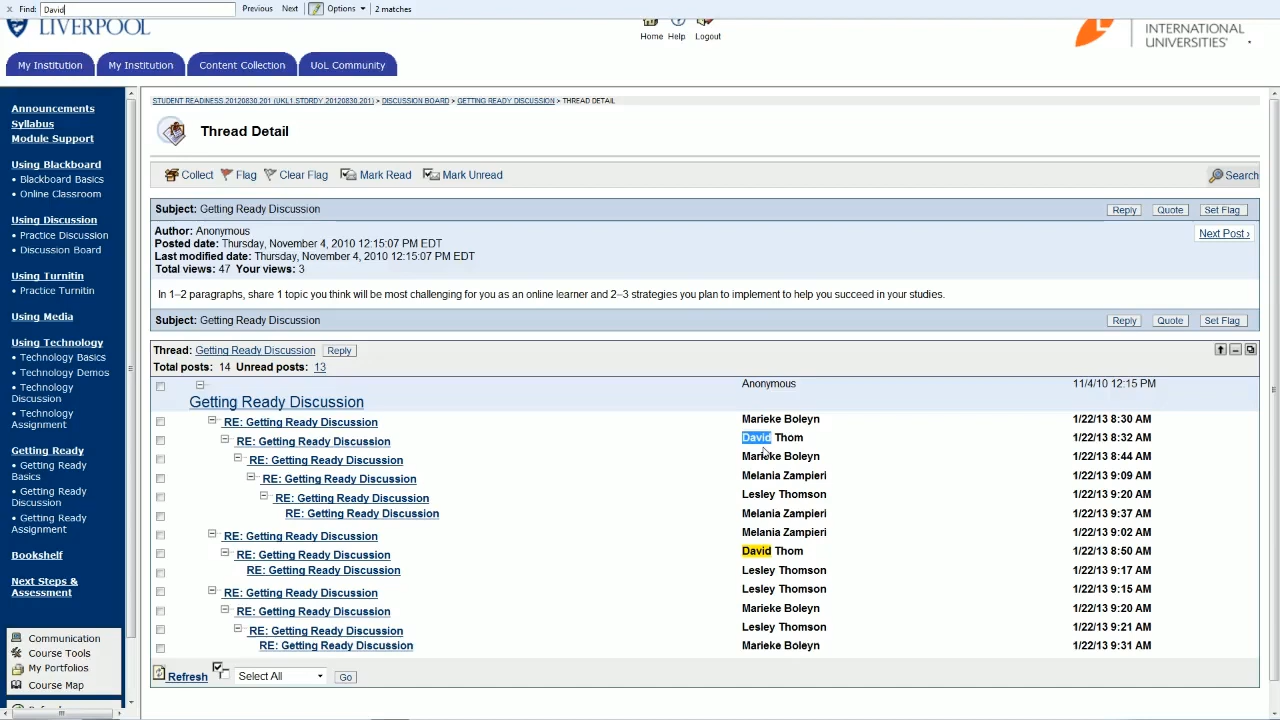 Find: David Previous Next Options 2 matches
LIVERPOOL
Home Help Logout
INTERNATIONAL
UNIVERSITIES'
My Institution My Institution Content Collection UoL Community
Announcements
Syllabus
Module Support
Using Blackboard
• Blackboard Basics
• Online Classroom
Using Discussion
• Practice Discussion
• Discussion Board
Using Turnitin
• Practice Turnitin
Using Media
Using Technology
• Technology Basics
• Technology Demos
• Technology
Discussion
• Technology
Assignment
Getting Ready
• Getting Ready
Basics
• Getting Ready
Discussion
• Getting Ready
Assignment
Bookshelf
Next Steps &
Assessment
Communication
Course Tools
My Portfolios
Course Map
STUDENT READINESS.20120830.201 (UKL1.STDRDY.20120830.201) > DISCUSSION BOARD > GETTING READY DISCUSSION > THREAD DETAIL
Thread Detail
Collect Flag Clear Flag Mark Read Mark Unread Search
Subject: Getting Ready Discussion Reply Quote Set Flag
Author: Anonymous
Posted date: Thursday, November 4, 2010 12:15:07 PM EDT
Last modified date: Thursday, November 4, 2010 12:15:07 PM EDT
Total views: 47 Your views: 3
Next Post ›
In 1–2 paragraphs, share 1 topic you think will be most challenging for you as an online learner and 2–3 strategies you plan to implement to help you succeed in your studies.
Subject: Getting Ready Discussion Reply Quote Set Flag
Thread: Getting Ready Discussion Reply
Total posts: 14 Unread posts: 13
Getting Ready Discussion Anonymous 11/4/10 12:15 PM
RE: Getting Ready Discussion Marieke Boleyn 1/22/13 8:30 AM
RE: Getting Ready Discussion David Thom 1/22/13 8:32 AM
RE: Getting Ready Discussion Marieke Boleyn 1/22/13 8:44 AM
RE: Getting Ready Discussion Melania Zampieri 1/22/13 9:09 AM
RE: Getting Ready Discussion Lesley Thomson 1/22/13 9:20 AM
RE: Getting Ready Discussion Melania Zampieri 1/22/13 9:37 AM
RE: Getting Ready Discussion Melania Zampieri 1/22/13 9:02 AM
RE: Getting Ready Discussion David Thom 1/22/13 8:50 AM
RE: Getting Ready Discussion Lesley Thomson 1/22/13 9:17 AM
RE: Getting Ready Discussion Lesley Thomson 1/22/13 9:15 AM
RE: Getting Ready Discussion Marieke Boleyn 1/22/13 9:20 AM
RE: Getting Ready Discussion Lesley Thomson 1/22/13 9:21 AM
RE: Getting Ready Discussion Marieke Boleyn 1/22/13 9:31 AM
Refresh Select All Go